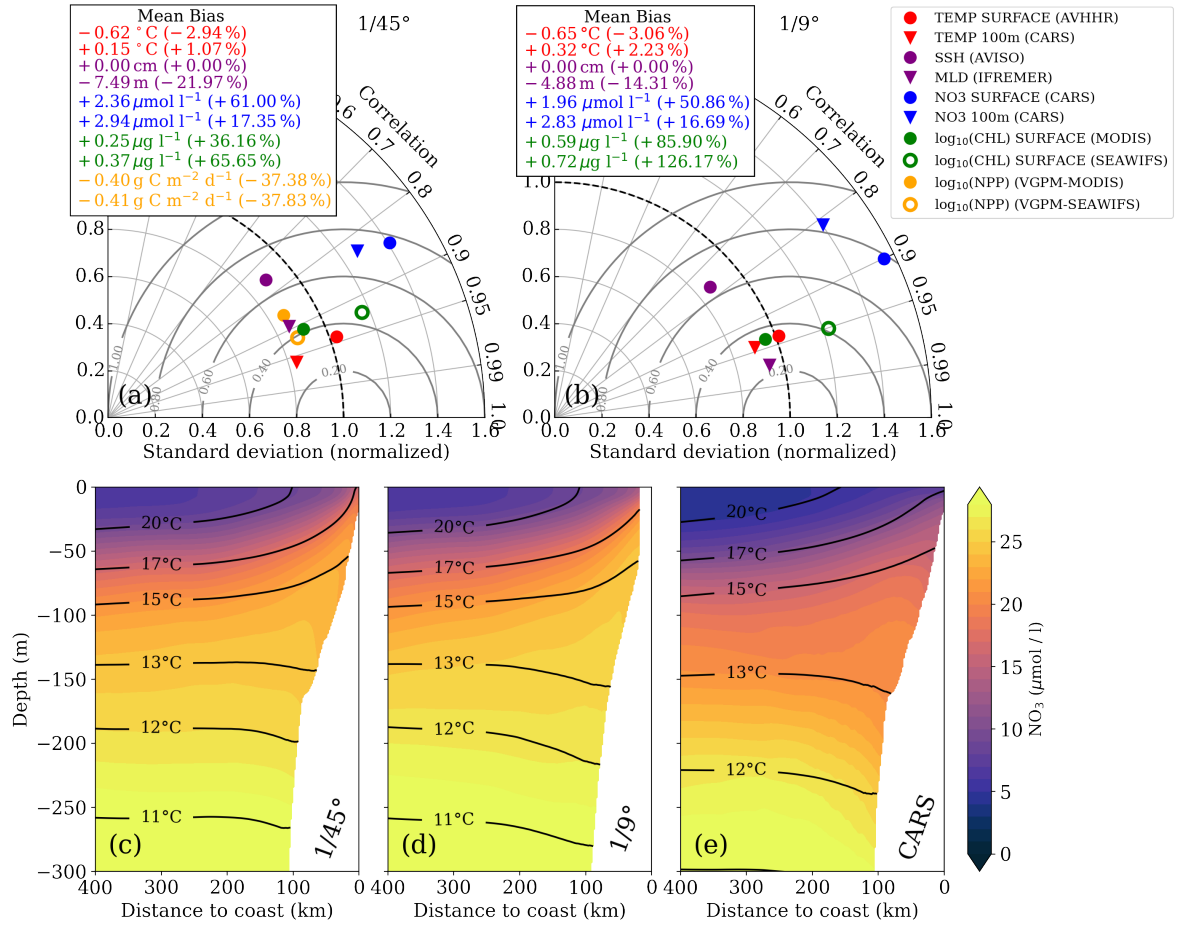 Mean Bias
− 0.62 °C (− 2.94 %)
+ 0.15 °C (+ 1.07 %)
+ 0.00 cm (+ 0.00 %)
− 7.49 m (− 21.97 %)
+ 2.36 μmol l⁻¹ (+ 61.00 %)
+ 2.94 μmol l⁻¹ (+ 17.35 %)
+ 0.25 μg l⁻¹ (+ 36.16 %)
+ 0.37 μg l⁻¹ (+ 65.65 %)
− 0.40 g C m⁻² d⁻¹ (− 37.38 %)
− 0.41 g C m⁻² d⁻¹ (− 37.83 %)
1/45°
Correlation
0.6
0.7
0.8
0.9
0.95
0.99
1.0
0.8
0.6
0.4
0.2
0.0
1.00
0.80
0.60
0.40
0.20
(a)
0.0 0.2 0.4 0.6 0.8 1.0 1.2 1.4 1.6
Standard deviation (normalized)
Mean Bias
− 0.65 °C (− 3.06 %)
+ 0.32 °C (+ 2.23 %)
+ 0.00 cm (+ 0.00 %)
− 4.88 m (− 14.31 %)
+ 1.96 μmol l⁻¹ (+ 50.86 %)
+ 2.83 μmol l⁻¹ (+ 16.69 %)
+ 0.59 μg l⁻¹ (+ 85.90 %)
+ 0.72 μg l⁻¹ (+ 126.17 %)
1/9°
Correlation
0.6
0.7
0.8
0.9
0.95
0.99
1.0
1.0
0.8
0.6
0.4
0.2
0.0
1.00
0.80
0.60
0.40
0.20
(b)
0.0 0.2 0.4 0.6 0.8 1.0 1.2 1.4 1.6
Standard deviation (normalized)
TEMP SURFACE (AVHHR)
TEMP 100m (CARS)
SSH (AVISO)
MLD (IFREMER)
NO3 SURFACE (CARS)
NO3 100m (CARS)
log₁₀(CHL) SURFACE (MODIS)
log₁₀(CHL) SURFACE (SEAWIFS)
log₁₀(NPP) (VGPM-MODIS)
log₁₀(NPP) (VGPM-SEAWIFS)
Depth (m)
0
−50
−100
−150
−200
−250
−300
20°C
17°C
15°C
13°C
12°C
11°C
(c)
1/45°
400 300 200 100 0
Distance to coast (km)
20°C
17°C
15°C
13°C
12°C
11°C
(d)
1/9°
400 300 200 100 0
Distance to coast (km)
20°C
17°C
15°C
13°C
12°C
(e)
CARS
400 300 200 100 0
Distance to coast (km)
25
20
15
10
5
0
NO₃ (μmol / l)